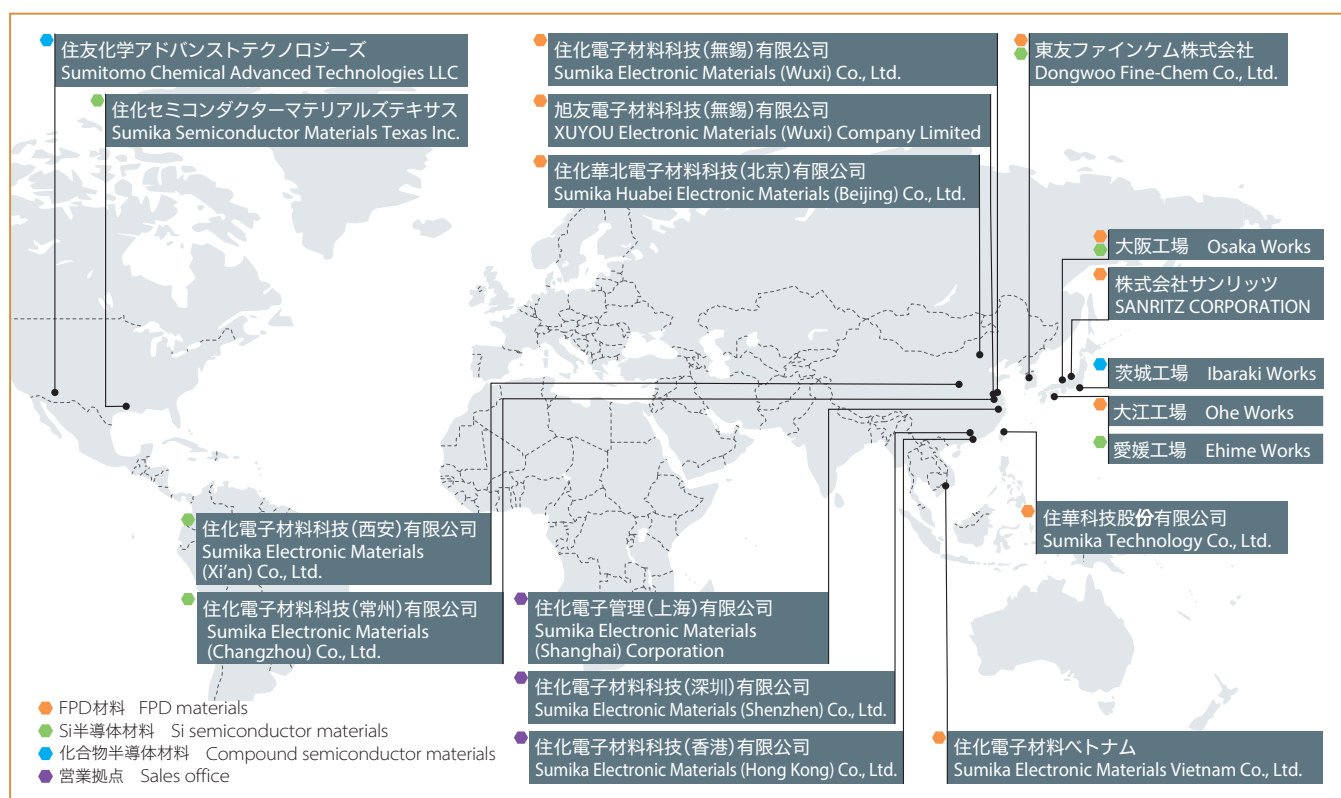 住友化学アドバンストテクノロジーズ
Sumitomo Chemical Advanced Technologies LLC
住化セミコンダクターマテリアルズテキサス
Sumika Semiconductor Materials Texas Inc.
住化電子材料科技(無錫)有限公司
Sumika Electronic Materials (Wuxi) Co., Ltd.
旭友電子材料科技(無錫)有限公司
XUYOU Electronic Materials (Wuxi) Company Limited
住化華北電子材料科技(北京)有限公司
Sumika Huabei Electronic Materials (Beijing) Co., Ltd.
東友ファインケム株式会社
Dongwoo Fine-Chem Co., Ltd.
大阪工場　Osaka Works
株式会社サンリッツ
SANRITZ CORPORATION
茨城工場　Ibaraki Works
大江工場　Ohe Works
愛媛工場　Ehime Works
住華科技股份有限公司
Sumika Technology Co., Ltd.
住化電子材料科技(西安)有限公司
Sumika Electronic Materials
(Xi'an) Co., Ltd.
住化電子材料科技(常州)有限公司
Sumika Electronic Materials
(Changzhou) Co., Ltd.
住化電子管理(上海)有限公司
Sumika Electronic Materials
(Shanghai) Corporation
住化電子材料科技(深圳)有限公司
Sumika Electronic Materials (Shenzhen) Co., Ltd.
住化電子材料科技(香港)有限公司
Sumika Electronic Materials (Hong Kong) Co., Ltd.
住化電子材料ベトナム
Sumika Electronic Materials Vietnam Co., Ltd.
FPD材料　FPD materials
Si半導体材料　Si semiconductor materials
化合物半導体材料　Compound semiconductor materials
営業拠点　Sales office